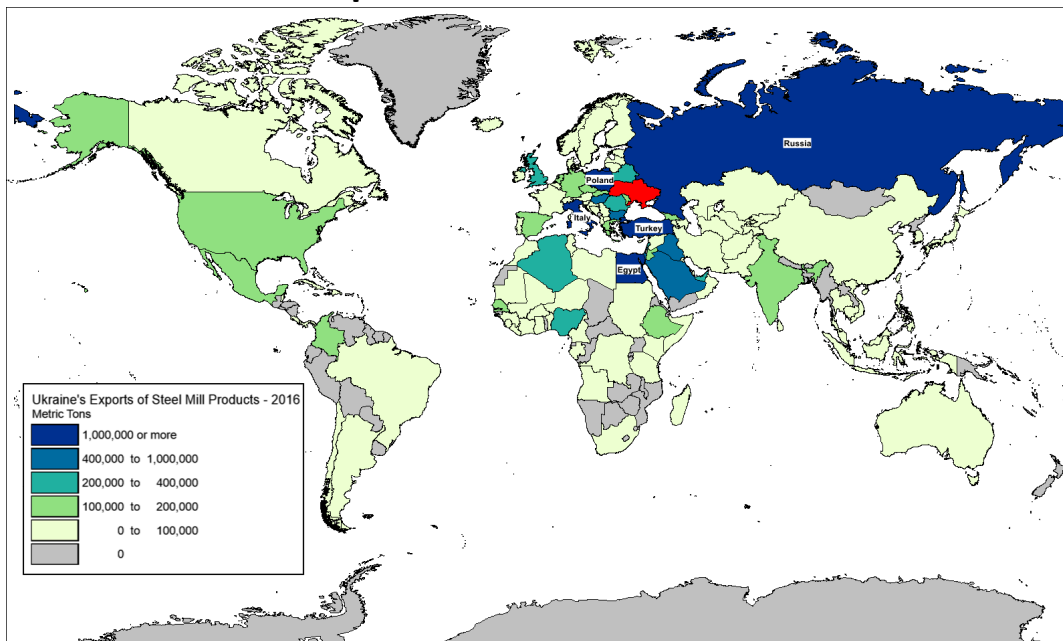 Russia
Poland
Italy
Turkey
Egypt
Ukraine's Exports of Steel Mill Products - 2016
Metric Tons
1,000,000 or more
400,000 to 1,000,000
200,000 to 400,000
100,000 to 200,000
0 to 100,000
0